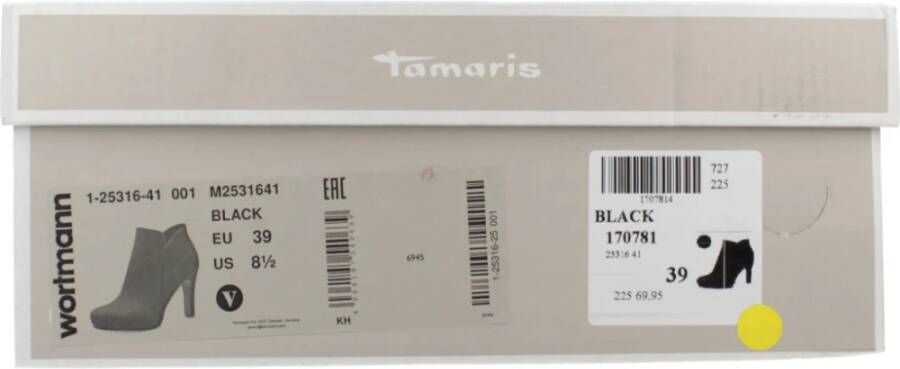 Tamaris
wortmann
1-25316-41 001 M2531641
BLACK
EU 39
US 8½
V
EAC
KH
6945
1-25316-25 001
1707814
727
225
BLACK
170781
25316 41
39
225 69,95